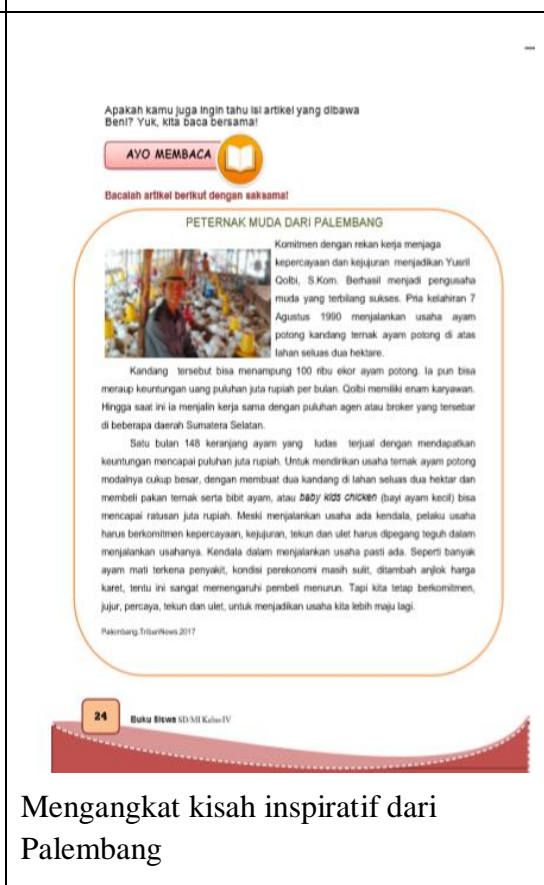 Apakah kamu juga ingin tahu isi artikel yang dibawa
Beni? Yuk, kita baca bersama!
AYO MEMBACA
Bacalah artikel berikut dengan saksama!
PETERNAK MUDA DARI PALEMBANG
Komitmen dengan rekan kerja menjaga
kepercayaan dan kejujuran menjadikan Yusril
Qolbi, S.Kom. Berhasil menjadi pengusaha
muda yang terbilang sukses. Pria kelahiran 7
Agustus 1990 menjalankan usaha ayam
potong kandang ternak ayam potong di atas
lahan seluas dua hektare.
Kandang tersebut bisa menampung 100 ribu ekor ayam potong. Ia pun bisa
meraup keuntungan uang puluhan juta rupiah per bulan. Qolbi memiliki enam karyawan.
Hingga saat ini ia menjalin kerja sama dengan puluhan agen atau broker yang tersebar
di beberapa daerah Sumatera Selatan.
Satu bulan 148 keranjang ayam yang ludas terjual dengan mendapatkan
keuntungan mencapai puluhan juta rupiah. Untuk mendirikan usaha ternak ayam potong
modalnya cukup besar, dengan membuat dua kandang di lahan seluas dua hektar dan
membeli pakan ternak serta bibit ayam, atau baby kids chicken (bayi ayam kecil) bisa
mencapai ratusan juta rupiah. Meski menjalankan usaha ada kendala, pelaku usaha
harus berkomitmen kepercayaan, kejujuran, tekun dan ulet harus dipegang teguh dalam
menjalankan usahanya. Kendala dalam menjalankan usaha pasti ada. Seperti banyak
ayam mati terkena penyakit, kondisi perekonomi masih sulit, ditambah anjlok harga
karet, tentu ini sangat memengaruhi pembeli menurun. Tapi kita tetap berkomitmen,
jujur, percaya, tekun dan ulet, untuk menjadikan usaha kita lebih maju lagi.
Palembang.TribunNews.2017
24 Buku Siswa SD/MI Kelas IV
Mengangkat kisah inspiratif dari
Palembang